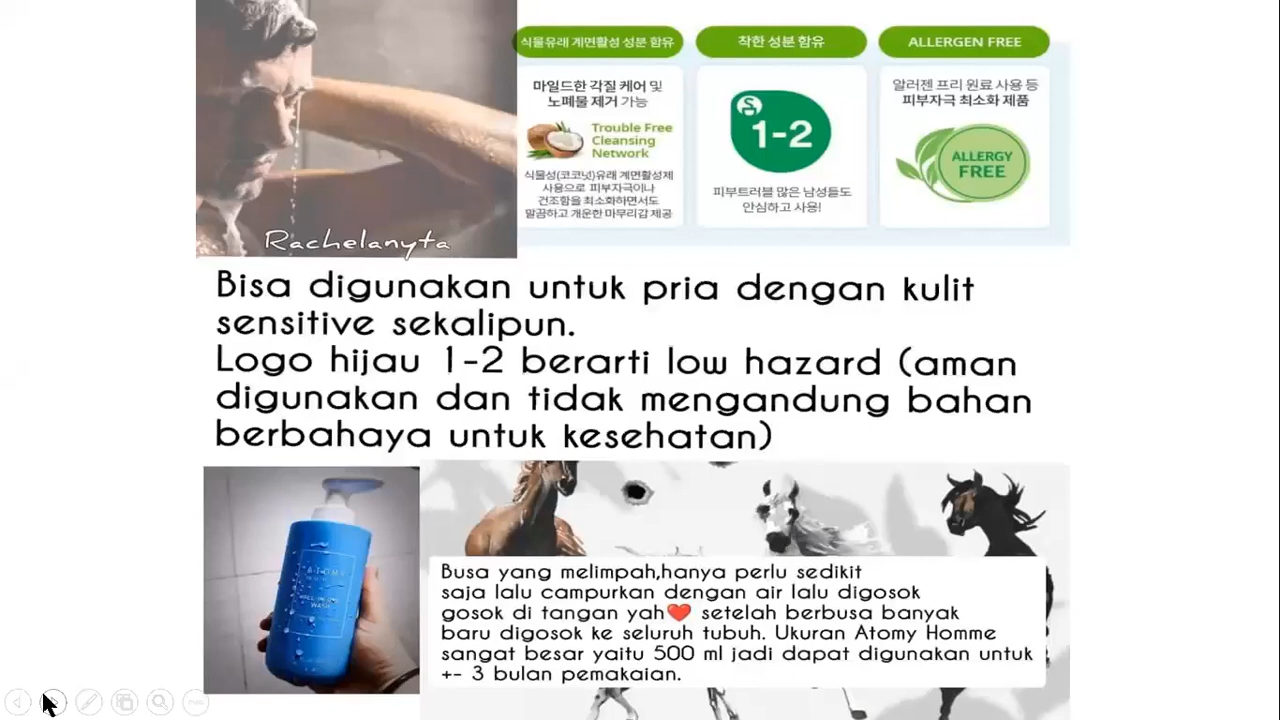 식물유래 계면활성 성분 함유
마일드한 각질 케어 및
노폐물 제거 가능
Trouble Free
Cleansing
Network
식물성(코코넛)유래 계면활성제
사용으로 피부자극이나
건조함을 최소화하면서도
말끔하고 개운한 마무리감 제공
착한 성분 함유
1-2
피부트러블 많은 남성들도
안심하고 사용!
ALLERGEN FREE
알러젠 프리 원료 사용 등
피부자극 최소화 제품
ALLERGY
FREE
Rachelanyta
Bisa digunakan untuk pria dengan kulit
sensitive sekalipun.
Logo hijau 1-2 berarti low hazard (aman
digunakan dan tidak mengandung bahan
berbahaya untuk kesehatan)
ATOMY
WASH
Busa yang melimpah,hanya perlu sedikit
saja lalu campurkan dengan air lalu digosok
gosok di tangan yah❤️ setelah berbusa banyak
baru digosok ke seluruh tubuh. Ukuran Atomy Homme
sangat besar yaitu 500 ml jadi dapat digunakan untuk
+- 3 bulan pemakaian.